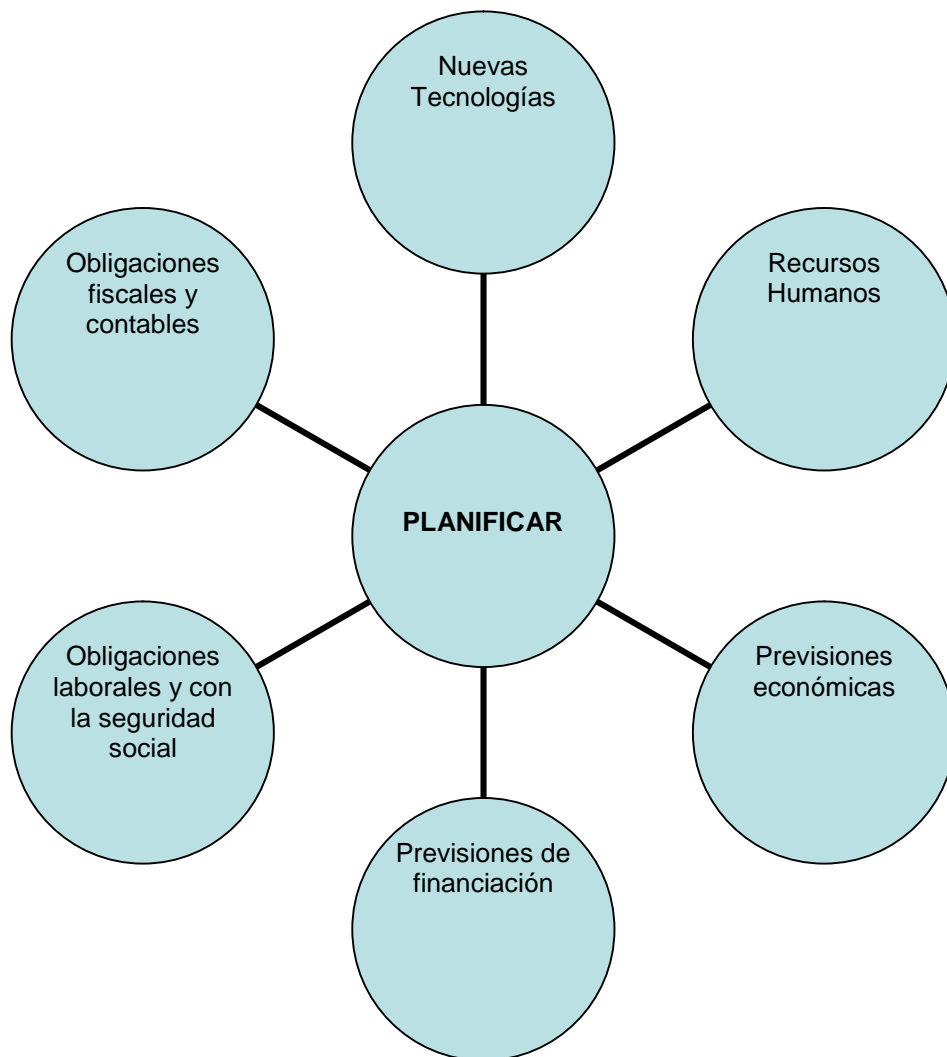 Nuevas
Tecnologías
Obligaciones
fiscales y
contables
Recursos
Humanos
PLANIFICAR
Obligaciones
laborales y con
la seguridad
social
Previsiones
económicas
Previsiones de
financiación